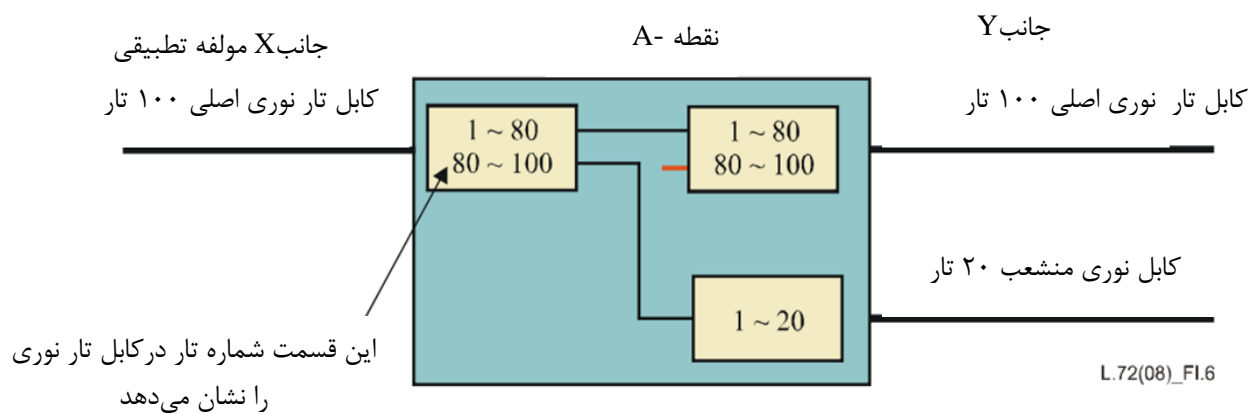 جانبX مولفه تطبیقی
نقطه -A
جانبY
کابل تار نوری اصلی ۱۰۰ تار
کابل تار نوری اصلی ۱۰۰ تار
1 ~ 80
80 ~ 100
1 ~ 80
80 ~ 100
کابل نوری منشعب ۲۰ تار
1 ~ 20
این قسمت شماره تار درکابل تار نوری
را نشان می‌دهد
L.72(08)_FI.6